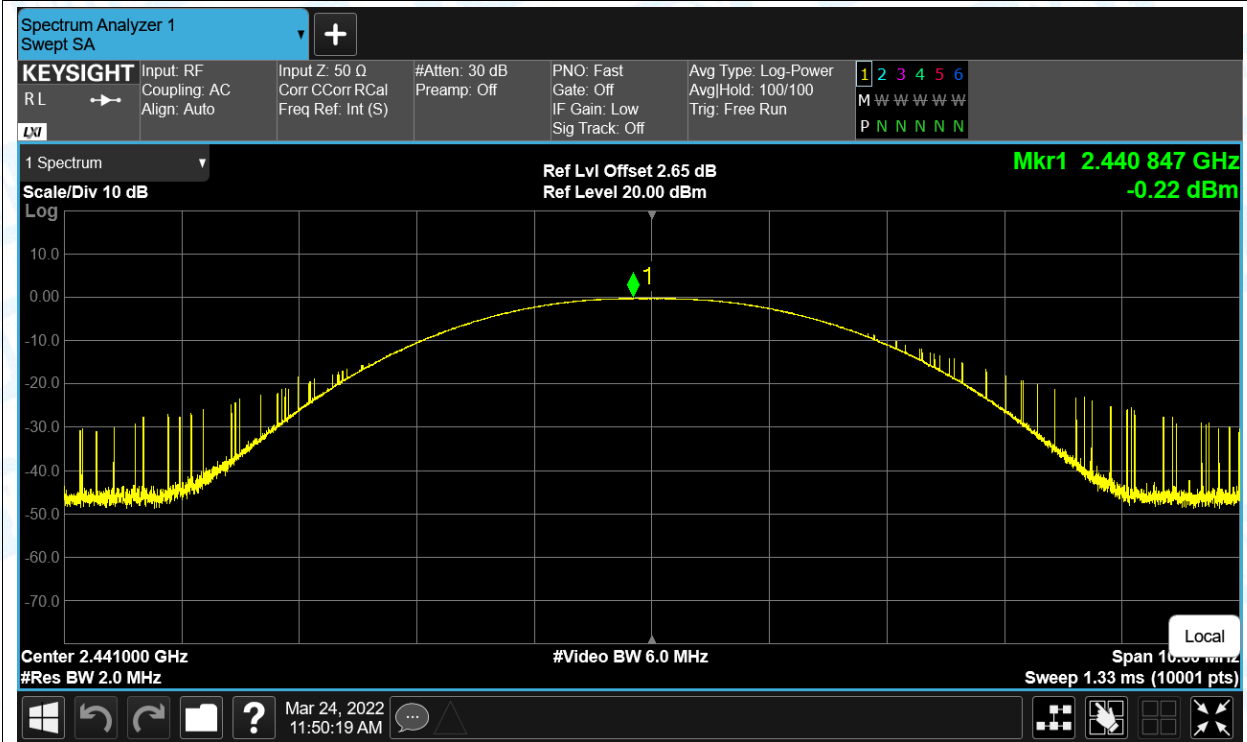 Spectrum Analyzer 1
Swept SA
+
KEYSIGHT
R L
LXI
Input: RF
Coupling: AC
Align: Auto
Input Z: 50 Ω
Corr CCorr RCal
Freq Ref: Int (S)
#Atten: 30 dB
Preamp: Off
PNO: Fast
Gate: Off
IF Gain: Low
Sig Track: Off
Avg Type: Log-Power
Avg|Hold: 100/100
Trig: Free Run
1 2 3 4 5 6
M W W W W W
P N N N N N
1 Spectrum
Scale/Div 10 dB
Log
Ref Lvl Offset 2.65 dB
Ref Level 20.00 dBm
Mkr1 2.440 847 GHz
-0.22 dBm
10.0
0.00
-10.0
-20.0
-30.0
-40.0
-50.0
-60.0
-70.0
1
Local
Center 2.441000 GHz
#Res BW 2.0 MHz
#Video BW 6.0 MHz
Span 10.00 MHz
Sweep 1.33 ms (10001 pts)
?
Mar 24, 2022
11:50:19 AM